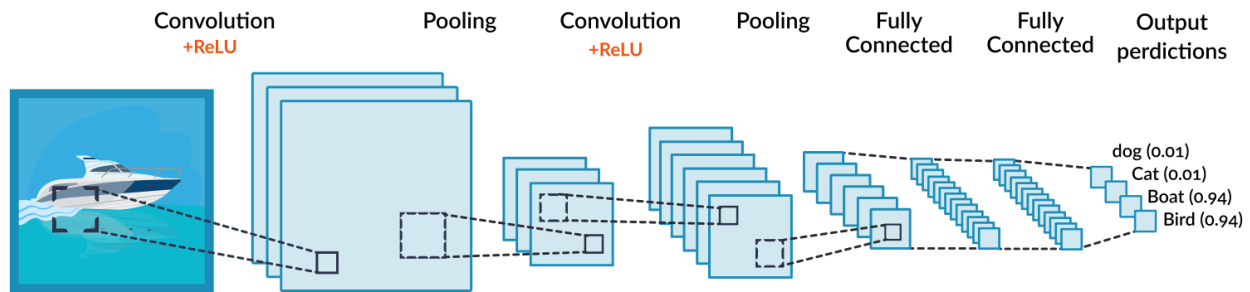 Convolution
+ReLU
Pooling
Convolution
+ReLU
Pooling
Fully
Connected
Fully
Connected
Output
perdictions
dog (0.01)
Cat (0.01)
Boat (0.94)
Bird (0.94)